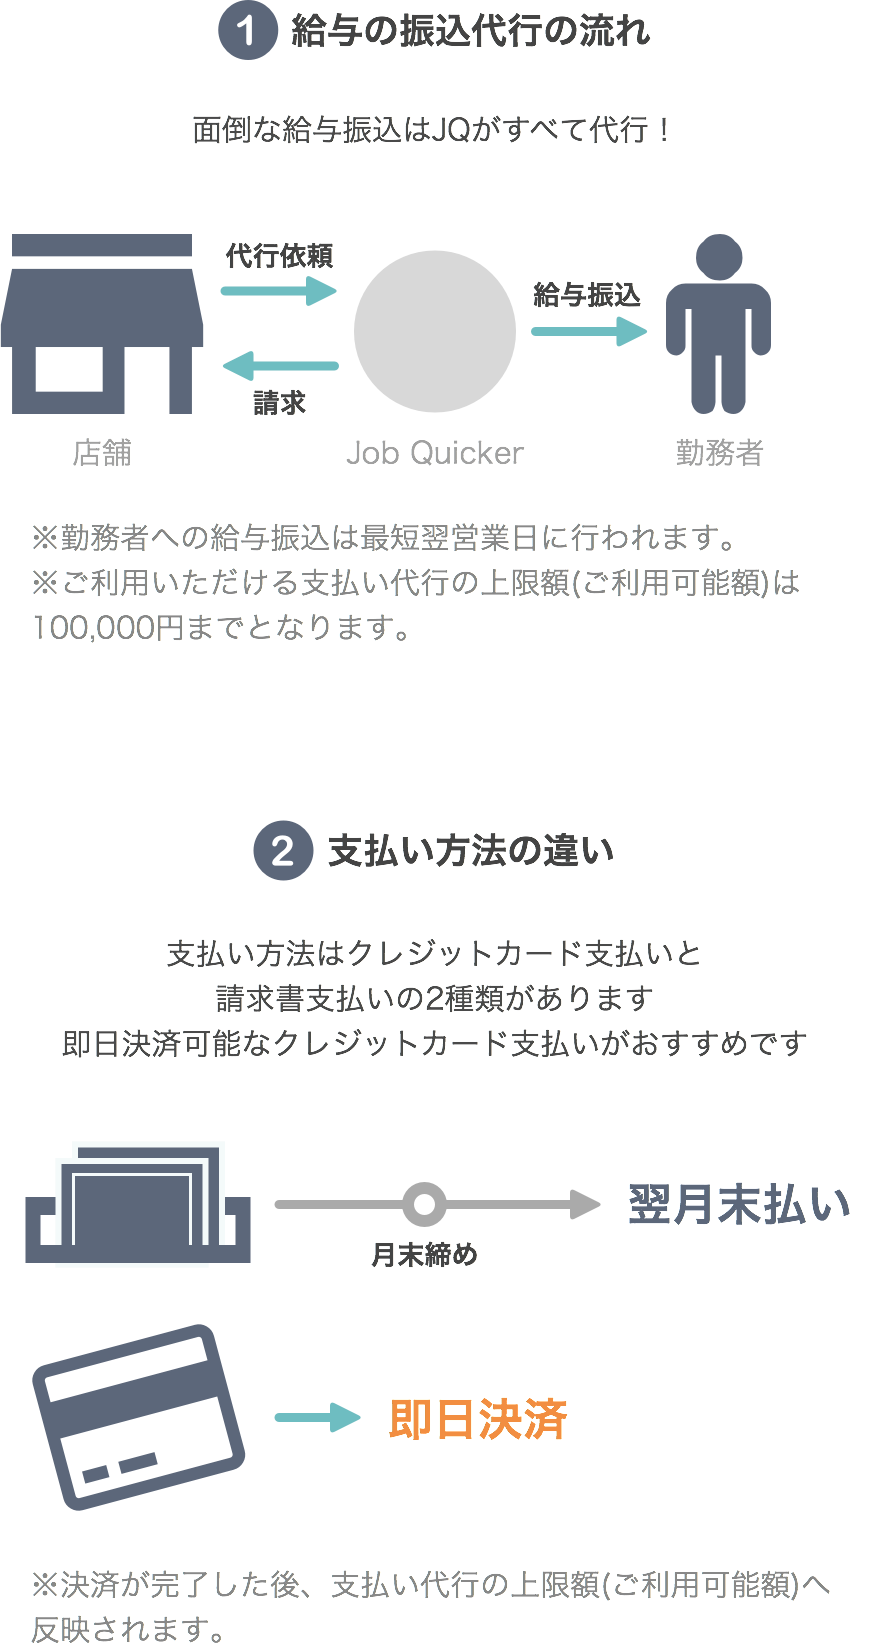 1 給与の振込代行の流れ
面倒な給与振込はJQがすべて代行！
代行依頼
給与振込
請求
店舗
Job Quicker
勤務者
※勤務者への給与振込は最短翌営業日に行われます。
※ご利用いただける支払い代行の上限額(ご利用可能額)は
100,000円までとなります。
2 支払い方法の違い
支払い方法はクレジットカード支払いと
請求書支払いの2種類があります
即日決済可能なクレジットカード支払いがおすすめです
翌月末払い
月末締め
即日決済
※決済が完了した後、支払い代行の上限額(ご利用可能額)へ
反映されます。